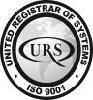 UNITED REGISTRAR OF SYSTEMS
URS
ISO 9001